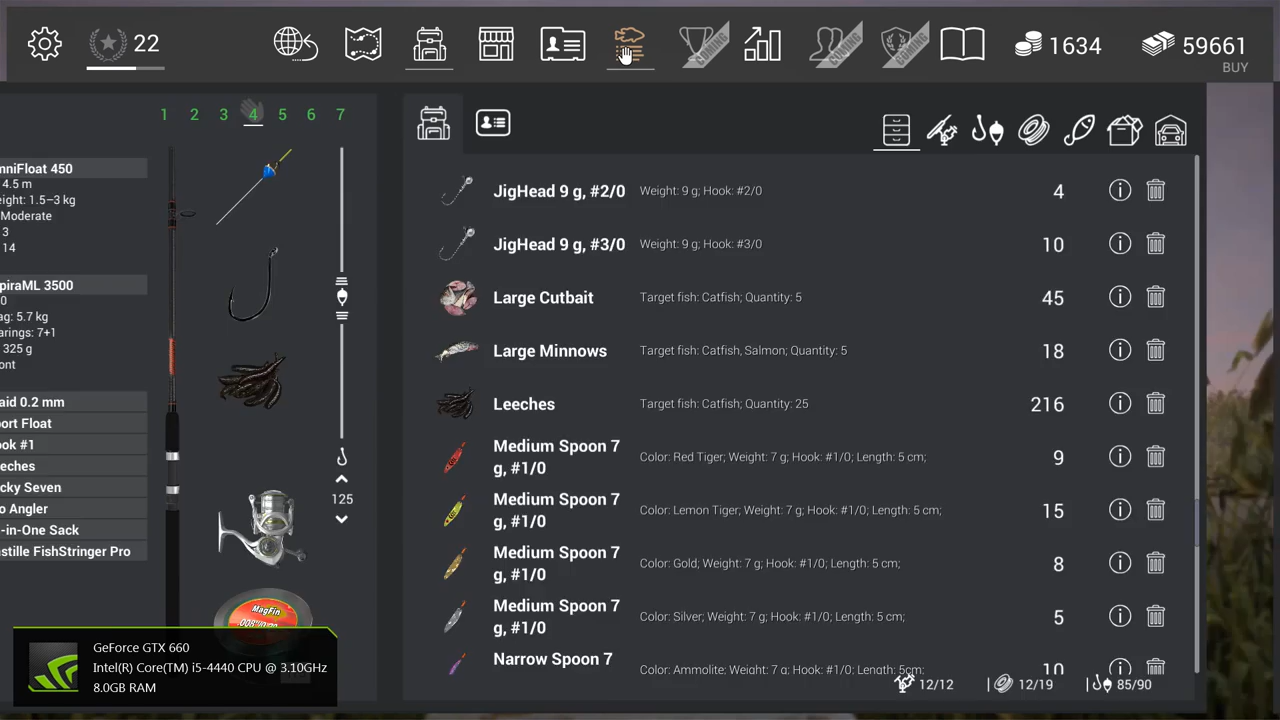 22
1634
59661
BUY
COMING
COMING
COMING
1 2 3 4 5 6 7
mniFloat 450
4.5 m
eight: 1.5–3 kg
Moderate
3
14
piraML 3500
0
ag: 5.7 kg
arings: 7+1
325 g
ont
aid 0.2 mm
ort Float
ook #1
eeches
cky Seven
o Angler
-in-One Sack
astille FishStringer Pro
125
MagFin
JigHead 9 g, #2/0 Weight: 9 g; Hook: #2/0 4
JigHead 9 g, #3/0 Weight: 9 g; Hook: #3/0 10
Large Cutbait Target fish: Catfish; Quantity: 5 45
Large Minnows Target fish: Catfish, Salmon; Quantity: 5 18
Leeches Target fish: Catfish; Quantity: 25 216
Medium Spoon 7
g, #1/0 Color: Red Tiger; Weight: 7 g; Hook: #1/0; Length: 5 cm; 9
Medium Spoon 7
g, #1/0 Color: Lemon Tiger; Weight: 7 g; Hook: #1/0; Length: 5 cm; 15
Medium Spoon 7
g, #1/0 Color: Gold; Weight: 7 g; Hook: #1/0; Length: 5 cm; 8
Medium Spoon 7
g, #1/0 Color: Silver; Weight: 7 g; Hook: #1/0; Length: 5 cm; 5
Narrow Spoon 7 Color: Ammolite; Weight: 7 g; Hook: #1/0; Length: 5cm; 10
12/12 12/19 85/90
GeForce GTX 660
Intel(R) Core(TM) i5-4440 CPU @ 3.10GHz
8.0GB RAM